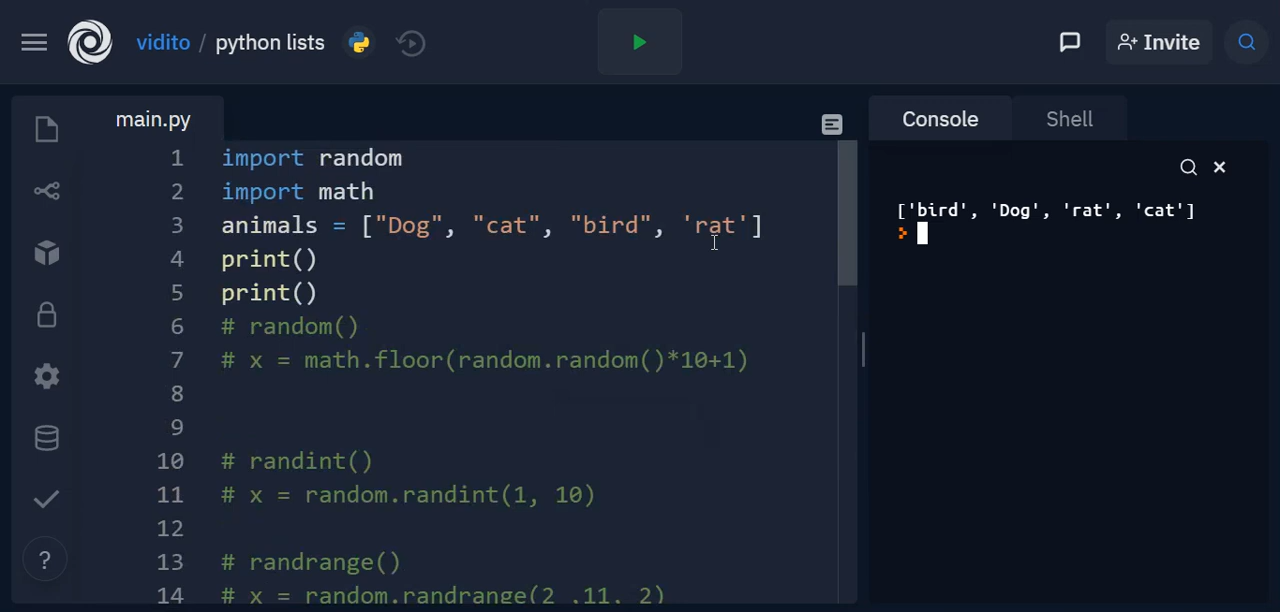 vidito / python lists
Invite
main.py
Console
Shell
1 import random
2 import math
3 animals = ["Dog", "cat", "bird", 'rat']
4 print()
5 print()
6 # random()
7 # x = math.floor(random.random()*10+1)
8
9
10 # randint()
11 # x = random.randint(1, 10)
12
13 # randrange()
14 # x = random.randrange(2 ,11, 2)
['bird', 'Dog', 'rat', 'cat']
?